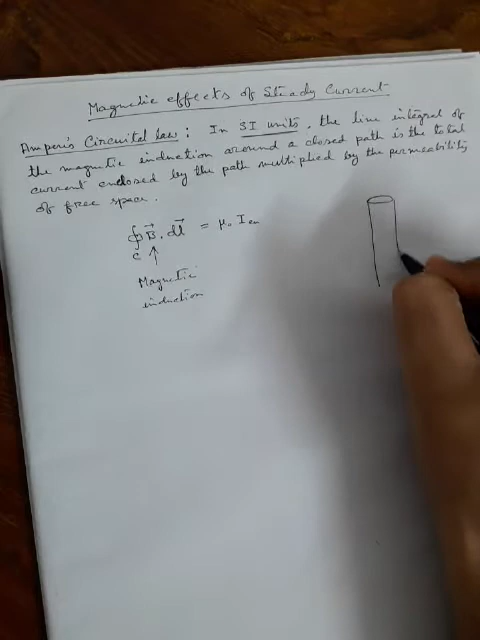 Magnetic effects of Steady Current
Ampere's Circuital law : In SI units, the line integral of
the magnetic induction around a closed path is the total
current enclosed by the path multiplied by the permeability
of free space.
∮_C B⃗ . dl⃗ = μ₀ I en
Magnetic
induction